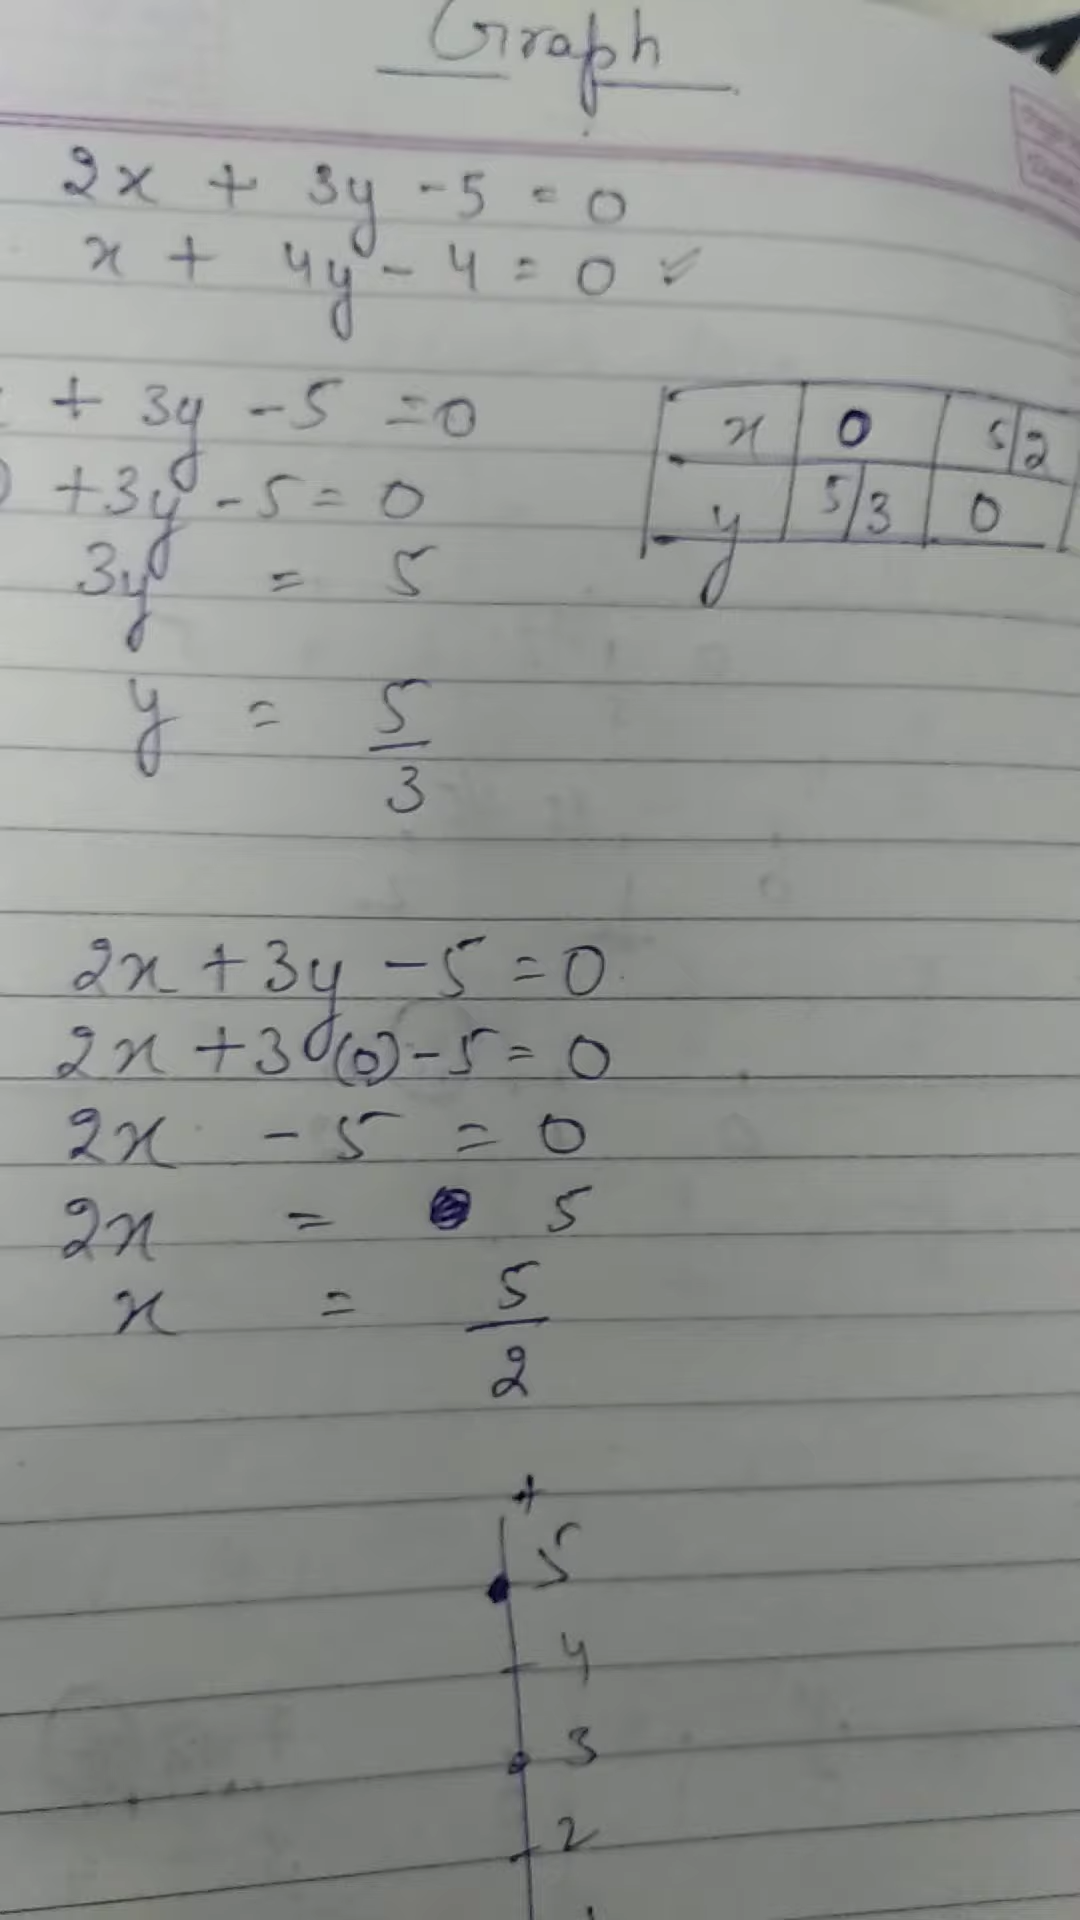 Graph
2x + 3y - 5 = 0
x + 4y - 4 = 0 ✓
+ 3y - 5 = 0
+3y - 5 = 0
3y = 5
y = 5/3
x 0 5/2
y 5/3 0
2x + 3y - 5 = 0
2x + 3y(0) - 5 = 0
2x - 5 = 0
2x = 5
x = 5/2
+
5
4
3
2